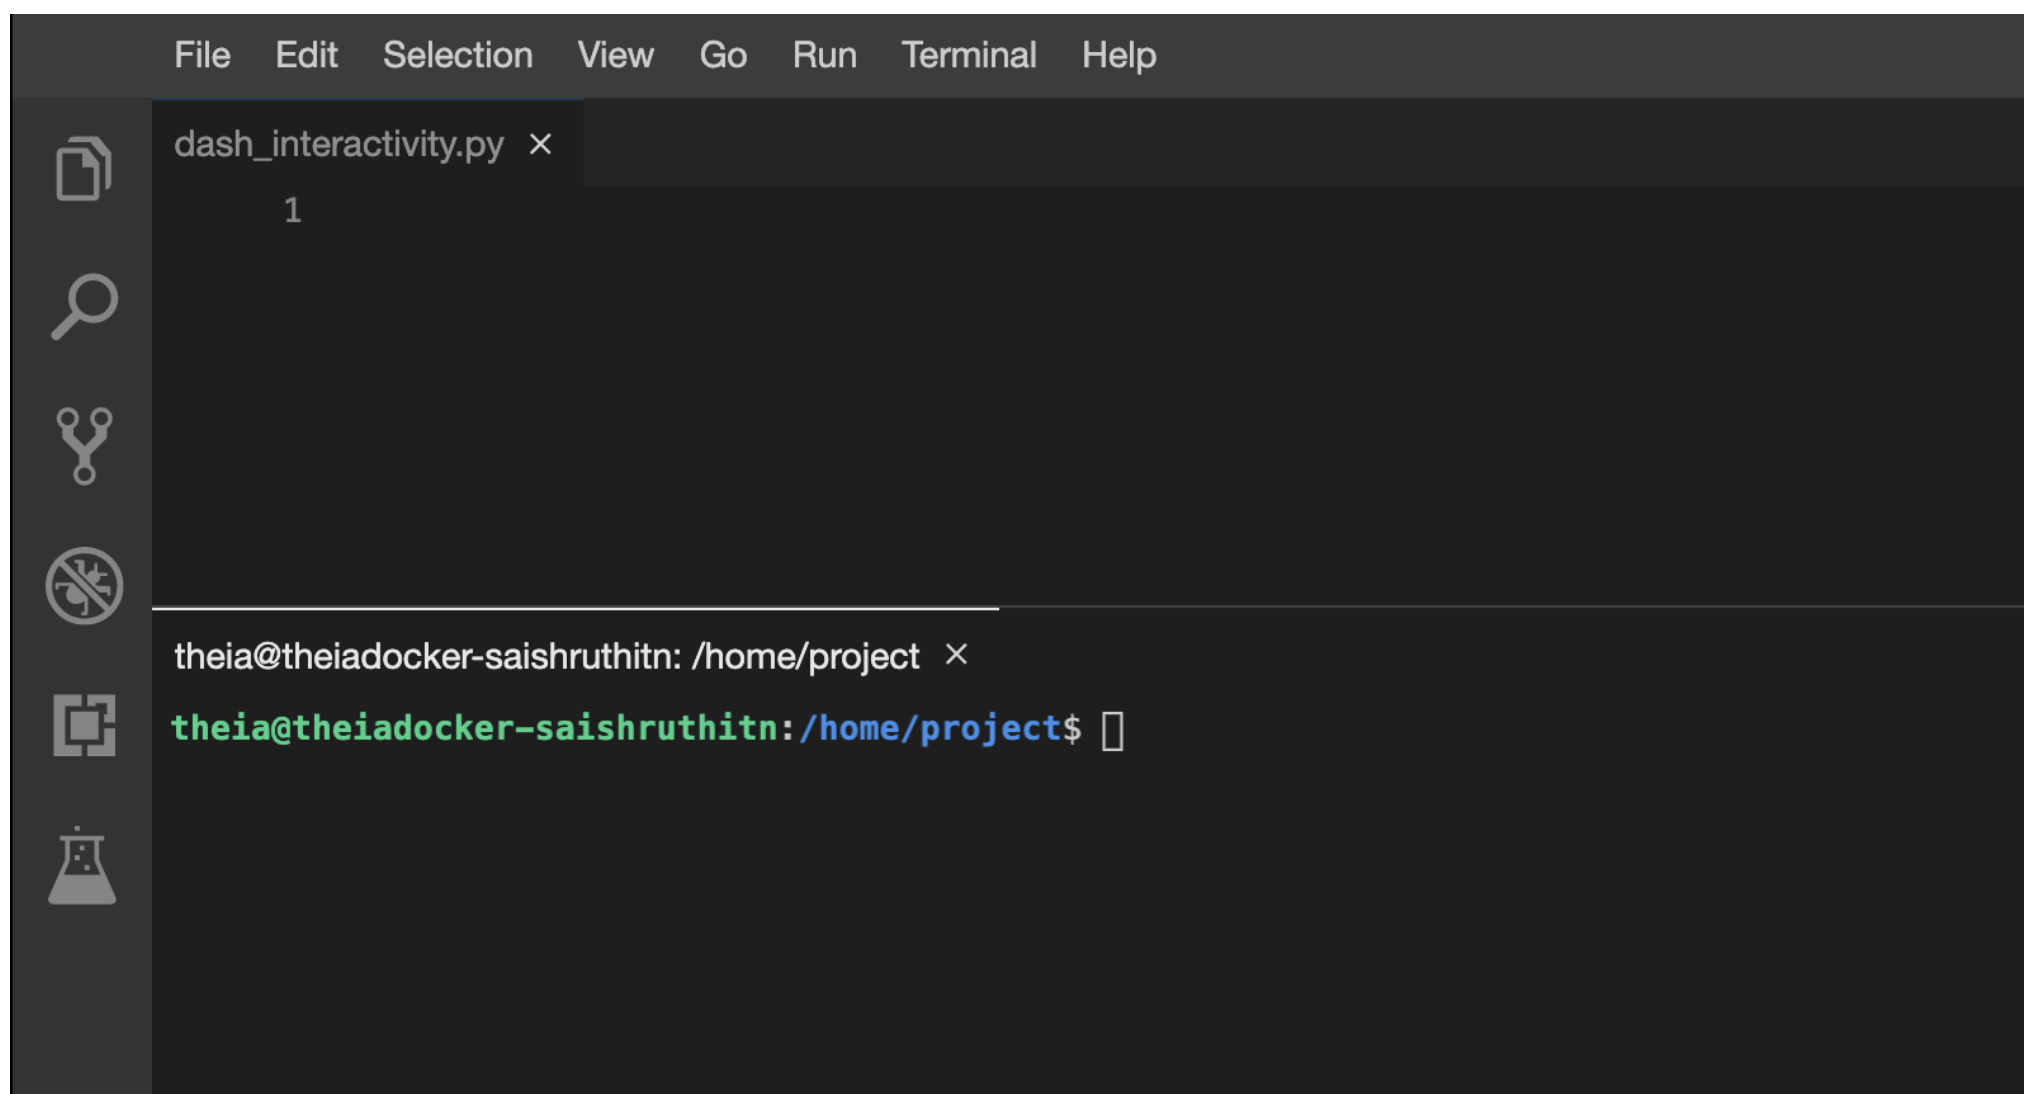 File Edit Selection View Go Run Terminal Help
dash_interactivity.py ×
1
theia@theiadocker-saishruthitn: /home/project ×
theia@theiadocker-saishruthitn:/home/project$